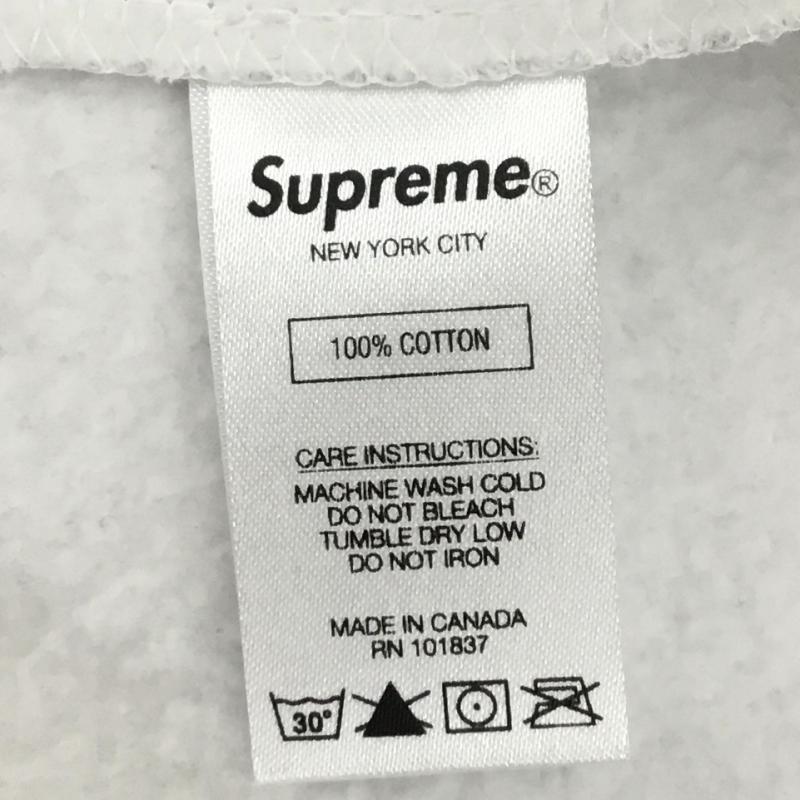 Supreme®
NEW YORK CITY
100% COTTON
CARE INSTRUCTIONS:
MACHINE WASH COLD
DO NOT BLEACH
TUMBLE DRY LOW
DO NOT IRON
MADE IN CANADA
RN 101837
30°